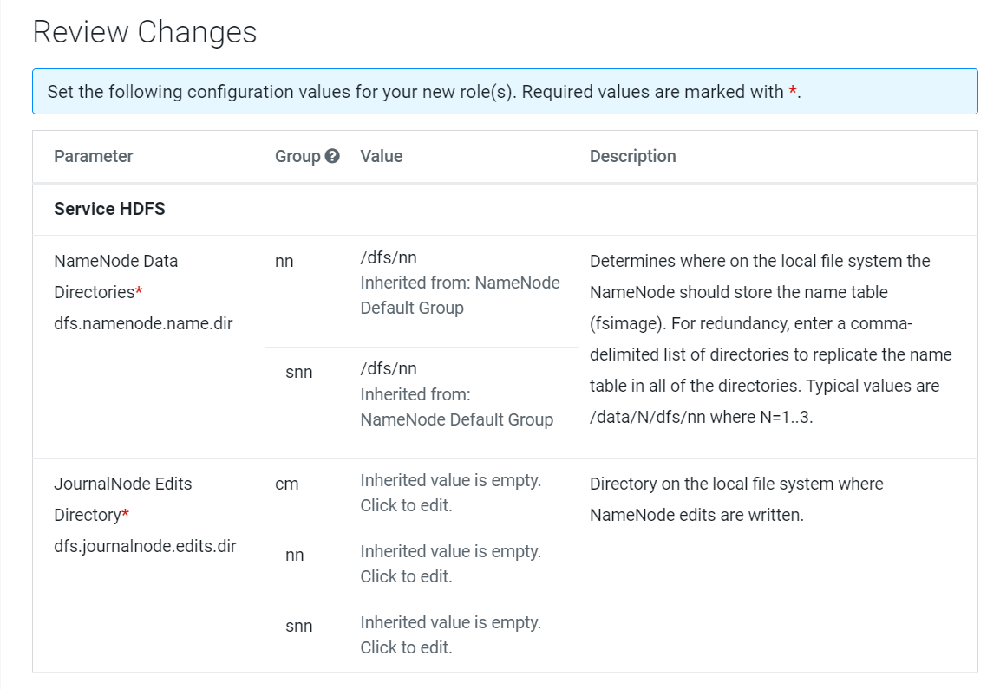 Review Changes
Set the following configuration values for your new role(s). Required values are marked with *.
Parameter Group Value Description
Service HDFS
NameNode Data
Directories*
dfs.namenode.name.dir
nn
/dfs/nn
Inherited from: NameNode
Default Group
snn
/dfs/nn
Inherited from:
NameNode Default Group
Determines where on the local file system the
NameNode should store the name table
(fsimage). For redundancy, enter a comma-
delimited list of directories to replicate the name
table in all of the directories. Typical values are
/data/N/dfs/nn where N=1..3.
JournalNode Edits
Directory*
dfs.journalnode.edits.dir
cm
Inherited value is empty.
Click to edit.
nn
Inherited value is empty.
Click to edit.
snn
Inherited value is empty.
Click to edit.
Directory on the local file system where
NameNode edits are written.